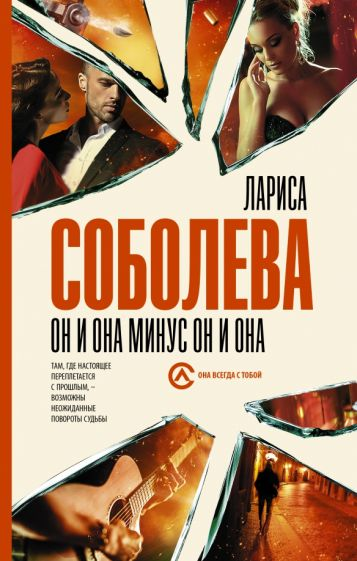 ЛАРИСА
СОБОЛЕВА
ОН И ОНА МИНУС ОН И ОНА
ТАМ, ГДЕ НАСТОЯЩЕЕ
ПЕРЕПЛЕТАЕТСЯ
С ПРОШЛЫМ, –
ВОЗМОЖНЫ
НЕОЖИДАННЫЕ
ПОВОРОТЫ СУДЬБЫ
ОНА ВСЕГДА С ТОБОЙ